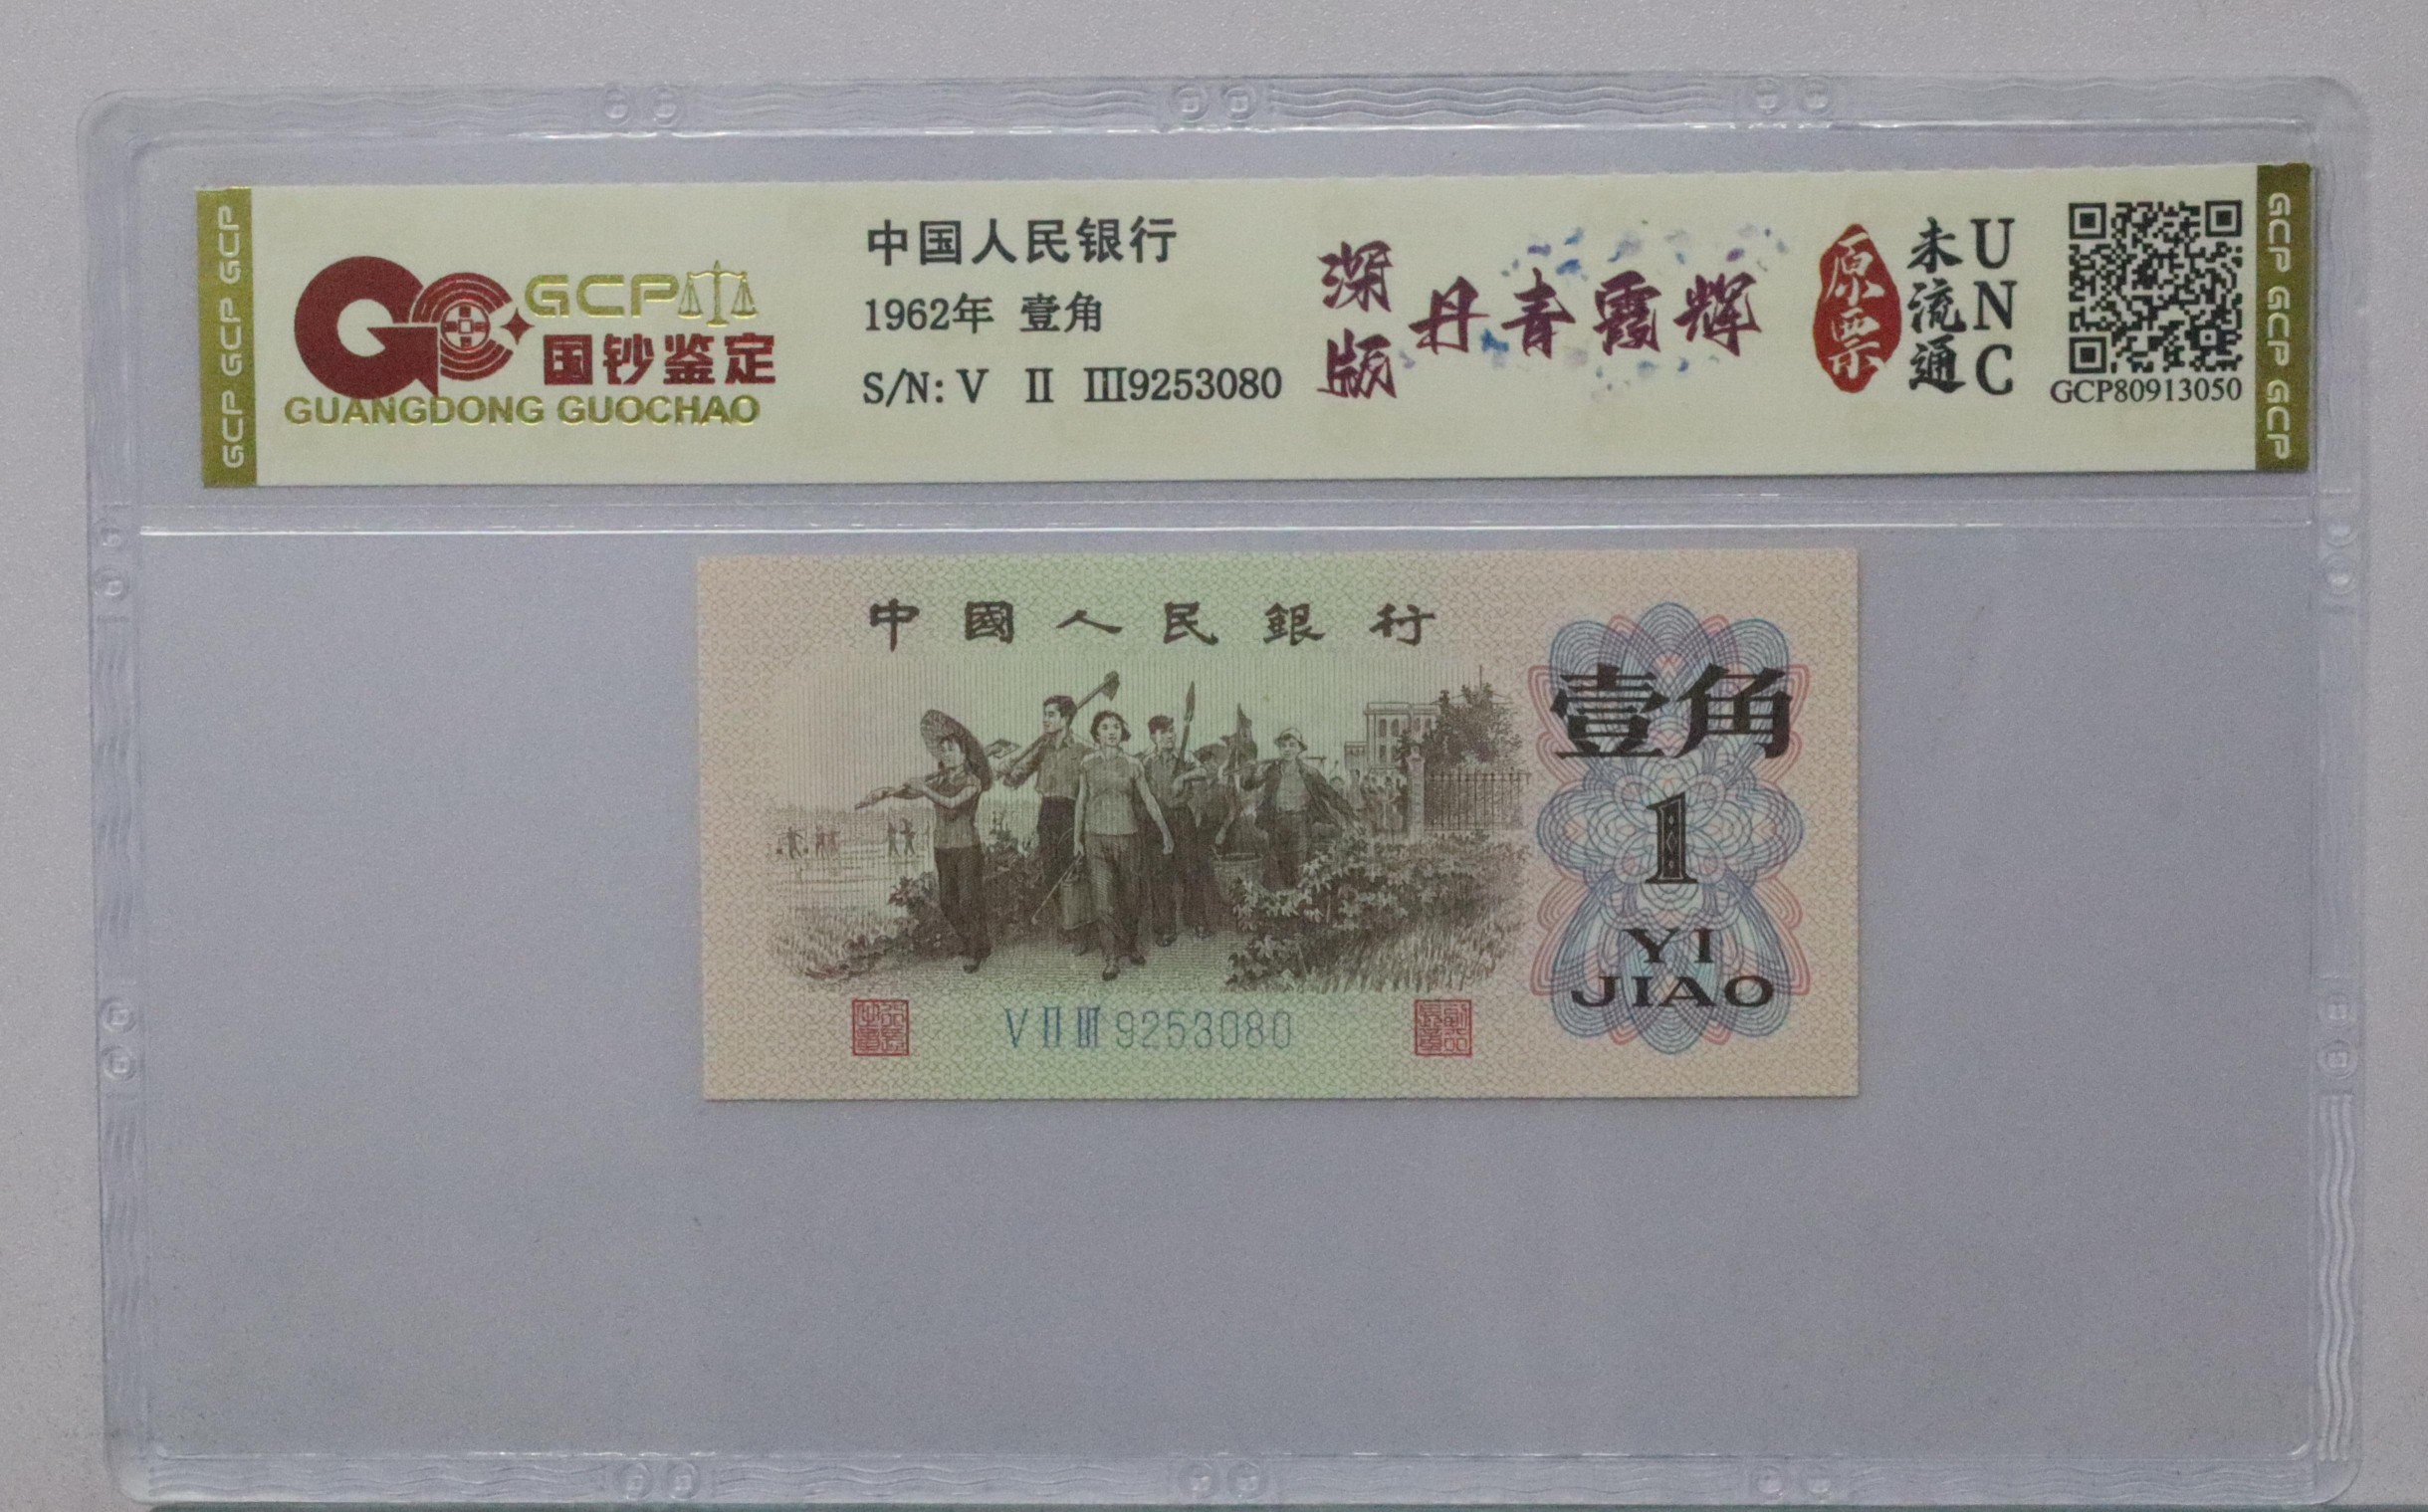 GCP GCP GCP
GCP
国钞鉴定
GUANGDONG GUOCHAO
中国人民银行
1962年 壹角
S/N: V II III9253080
深版
丹青霞辉
原票
未流通
UNC
GCP80913050
GCP GCP GCP
中國人民銀行
壹角
1
YI
JIAO
V II III 9253080